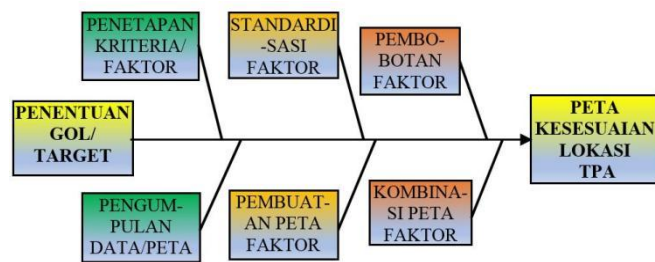 PENETAPAN
KRITERIA/
FAKTOR
STANDARDI
-SASI
FAKTOR
PEMBO-
BOTAN
FAKTOR
PENENTUAN
GOL/
TARGET
PETA
KESESUAIAN
LOKASI
TPA
PENGUM-
PULAN
DATA/PETA
PEMBUAT-
AN PETA
FAKTOR
KOMBINA-
SI PETA
FAKTOR